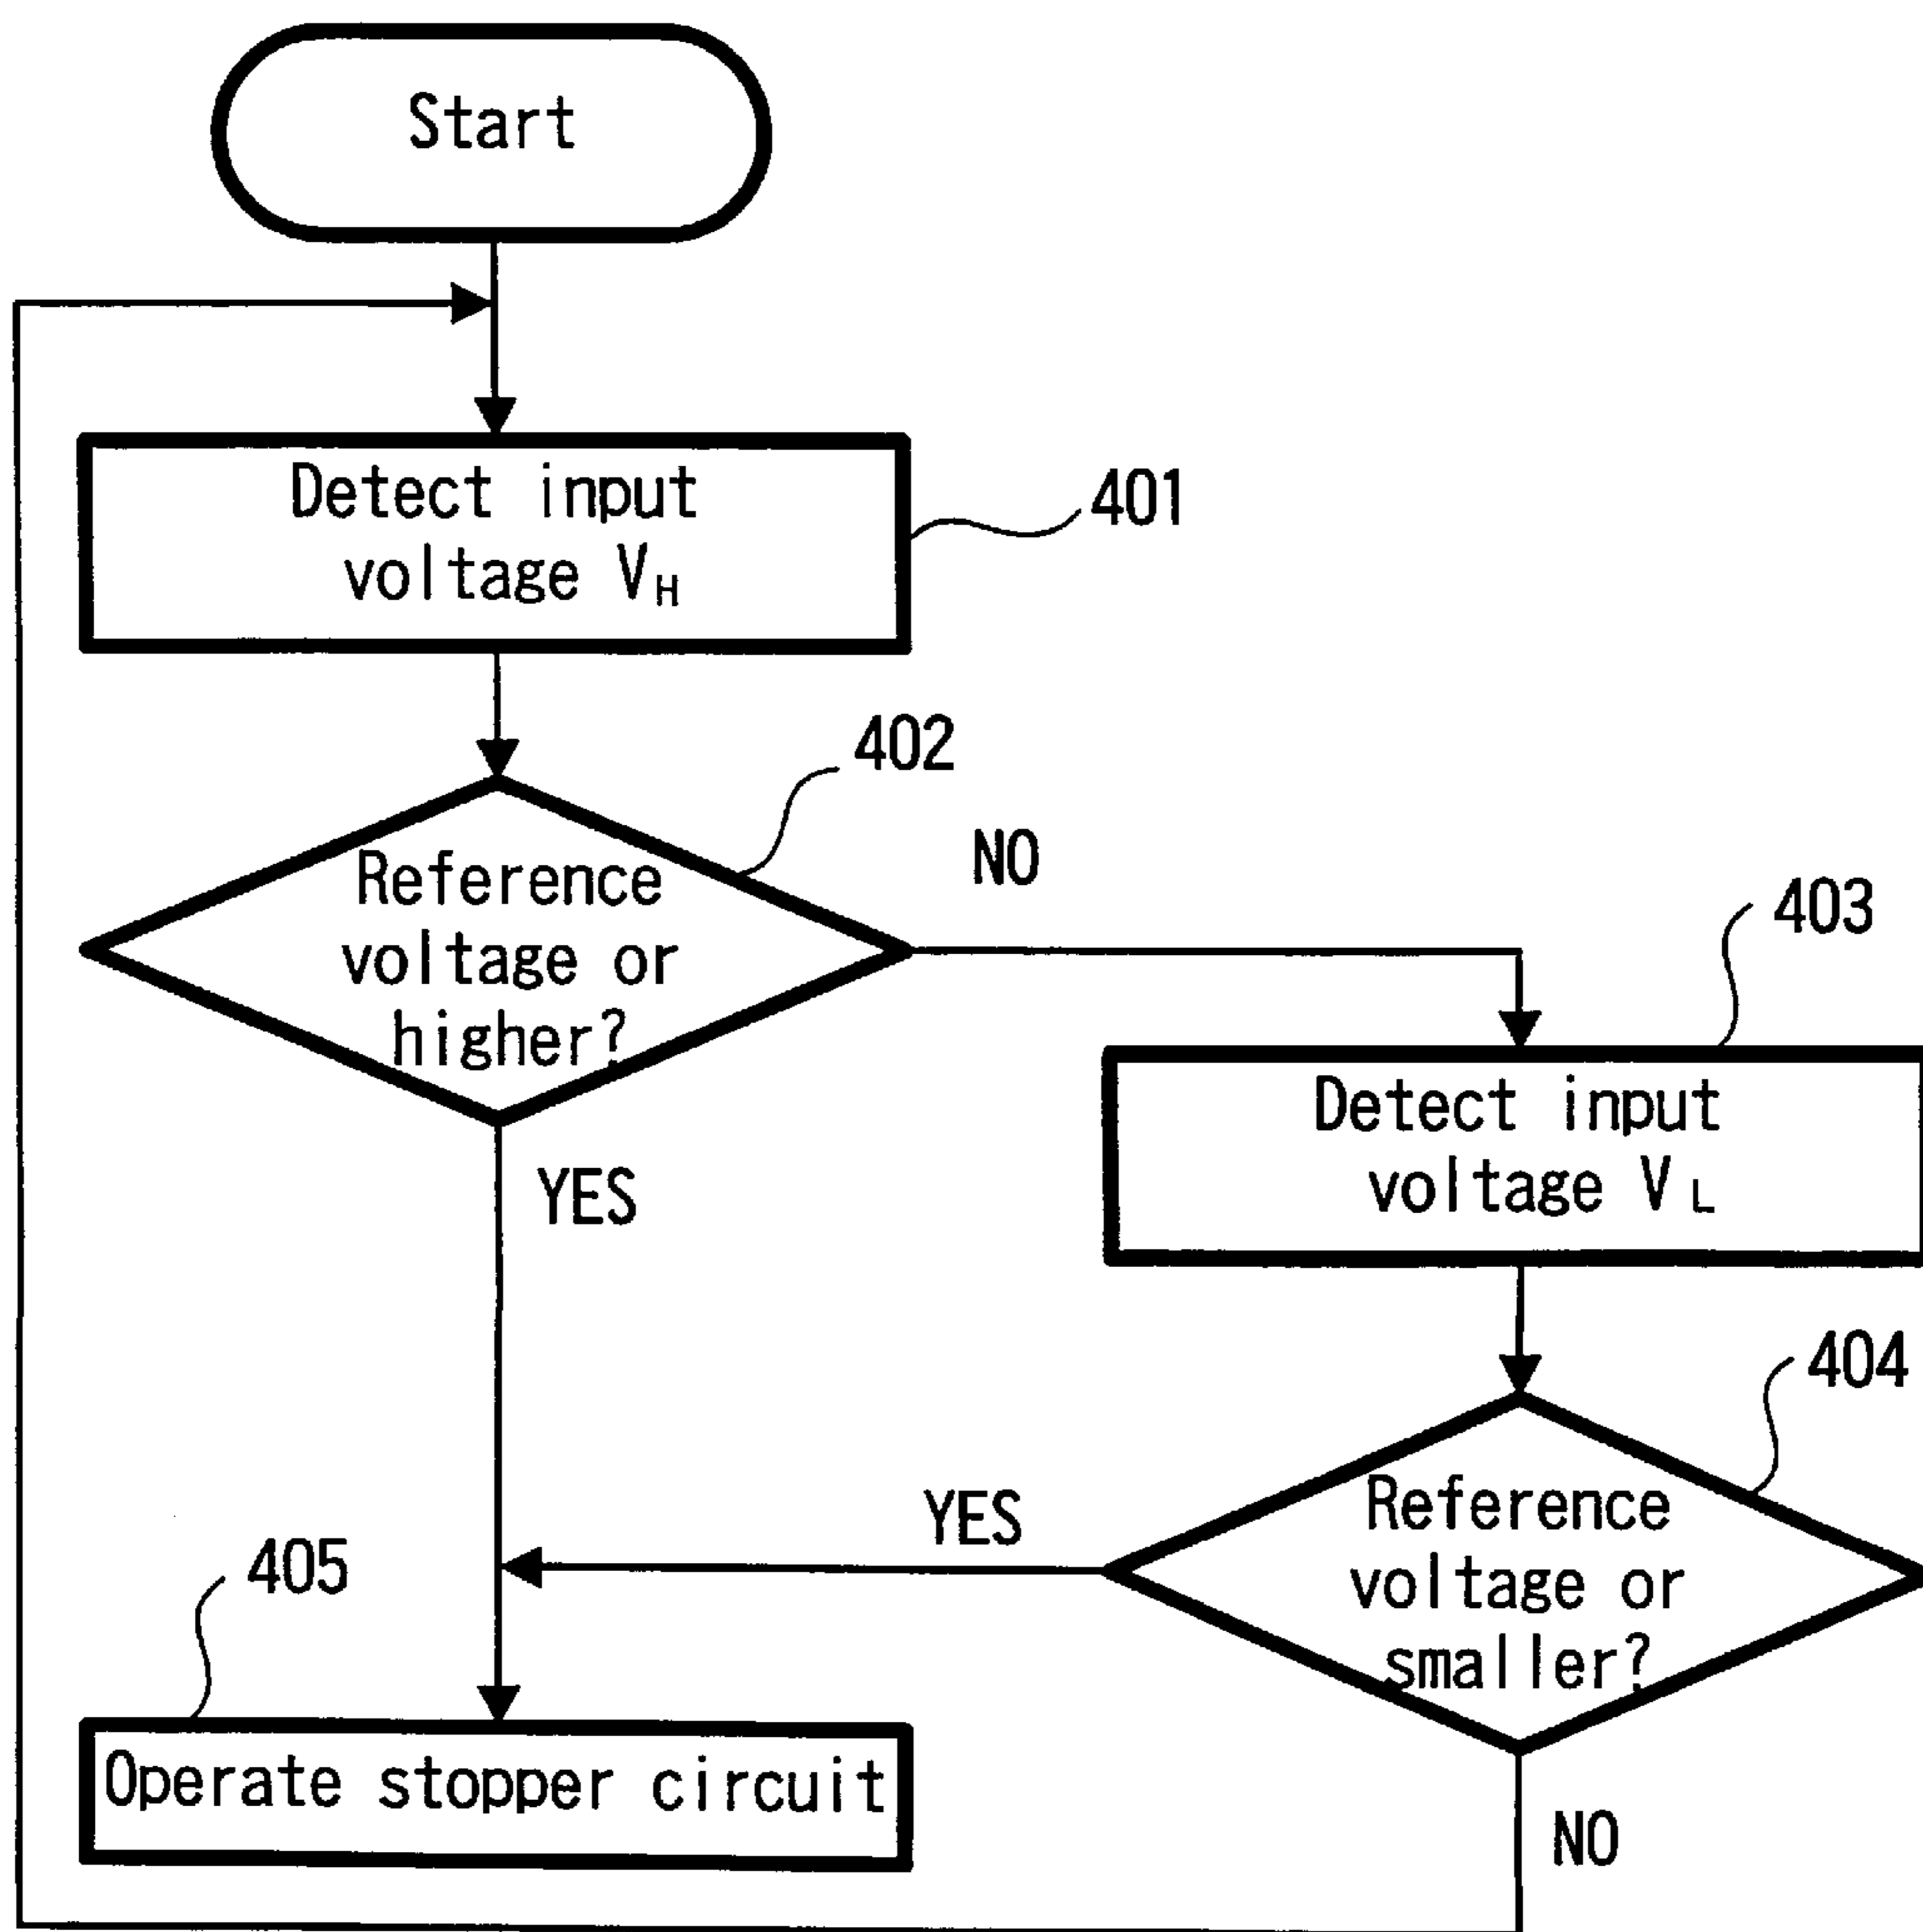 Start
Detect input
voltage VH
401
402
Reference
voltage or
higher?
NO
YES
403
Detect input
voltage VL
404
Reference
voltage or
smaller?
YES
NO
405
Operate stopper circuit